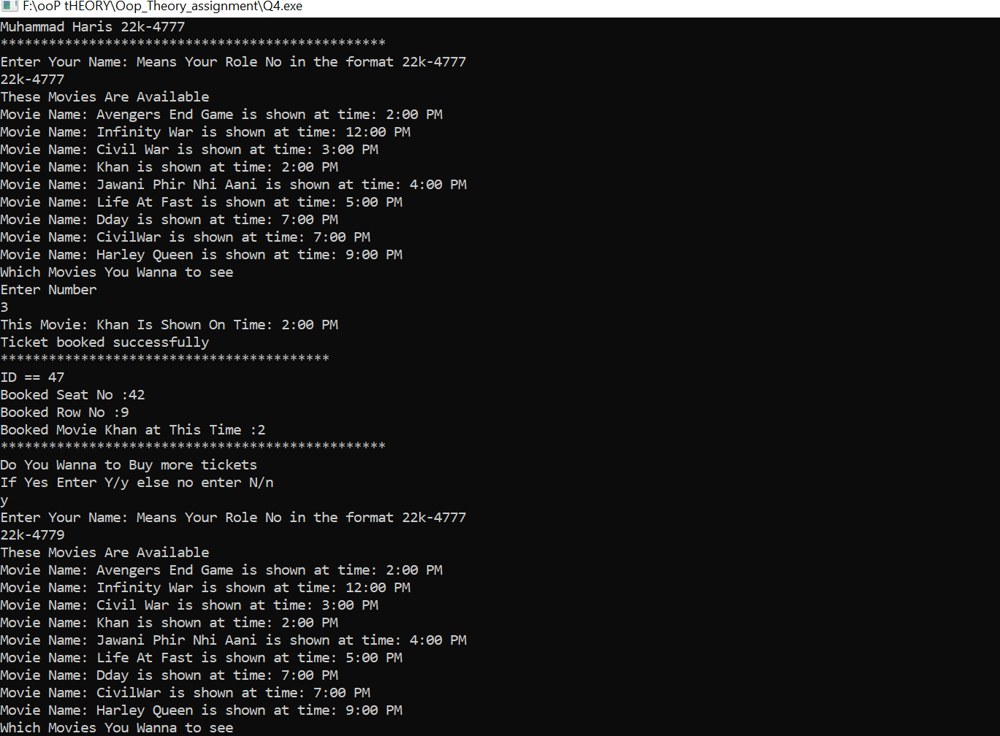 F:\ooP tHEORY\Oop_Theory_assignment\Q4.exe
Muhammad Haris 22k-4777
************************************************
Enter Your Name: Means Your Role No in the format 22k-4777
22k-4777
These Movies Are Available
Movie Name: Avengers End Game is shown at time: 2:00 PM
Movie Name: Infinity War is shown at time: 12:00 PM
Movie Name: Civil War is shown at time: 3:00 PM
Movie Name: Khan is shown at time: 2:00 PM
Movie Name: Jawani Phir Nhi Aani is shown at time: 4:00 PM
Movie Name: Life At Fast is shown at time: 5:00 PM
Movie Name: Dday is shown at time: 7:00 PM
Movie Name: CivilWar is shown at time: 7:00 PM
Movie Name: Harley Queen is shown at time: 9:00 PM
Which Movies You Wanna to see
Enter Number
3
This Movie: Khan Is Shown On Time: 2:00 PM
Ticket booked successfully
*****************************************
ID == 47
Booked Seat No :42
Booked Row No :9
Booked Movie Khan at This Time :2
************************************************
Do You Wanna to Buy more tickets
If Yes Enter Y/y else no enter N/n
y
Enter Your Name: Means Your Role No in the format 22k-4777
22k-4779
These Movies Are Available
Movie Name: Avengers End Game is shown at time: 2:00 PM
Movie Name: Infinity War is shown at time: 12:00 PM
Movie Name: Civil War is shown at time: 3:00 PM
Movie Name: Khan is shown at time: 2:00 PM
Movie Name: Jawani Phir Nhi Aani is shown at time: 4:00 PM
Movie Name: Life At Fast is shown at time: 5:00 PM
Movie Name: Dday is shown at time: 7:00 PM
Movie Name: CivilWar is shown at time: 7:00 PM
Movie Name: Harley Queen is shown at time: 9:00 PM
Which Movies You Wanna to see